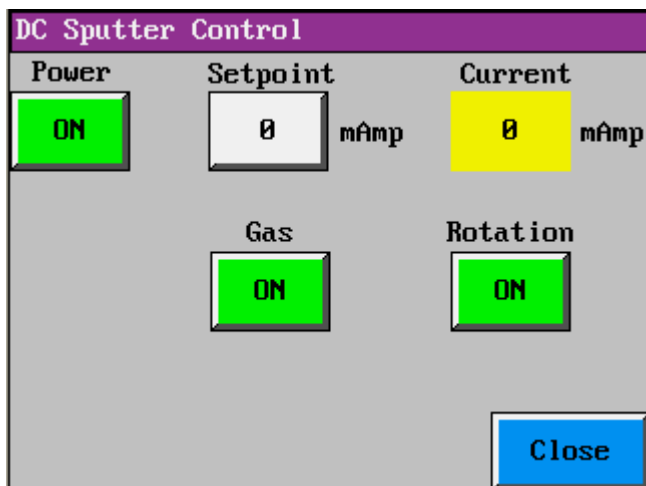 DC Sputter Control
Power Setpoint Current
ON 0 mAmp 0 mAmp
Gas Rotation
ON ON
Close